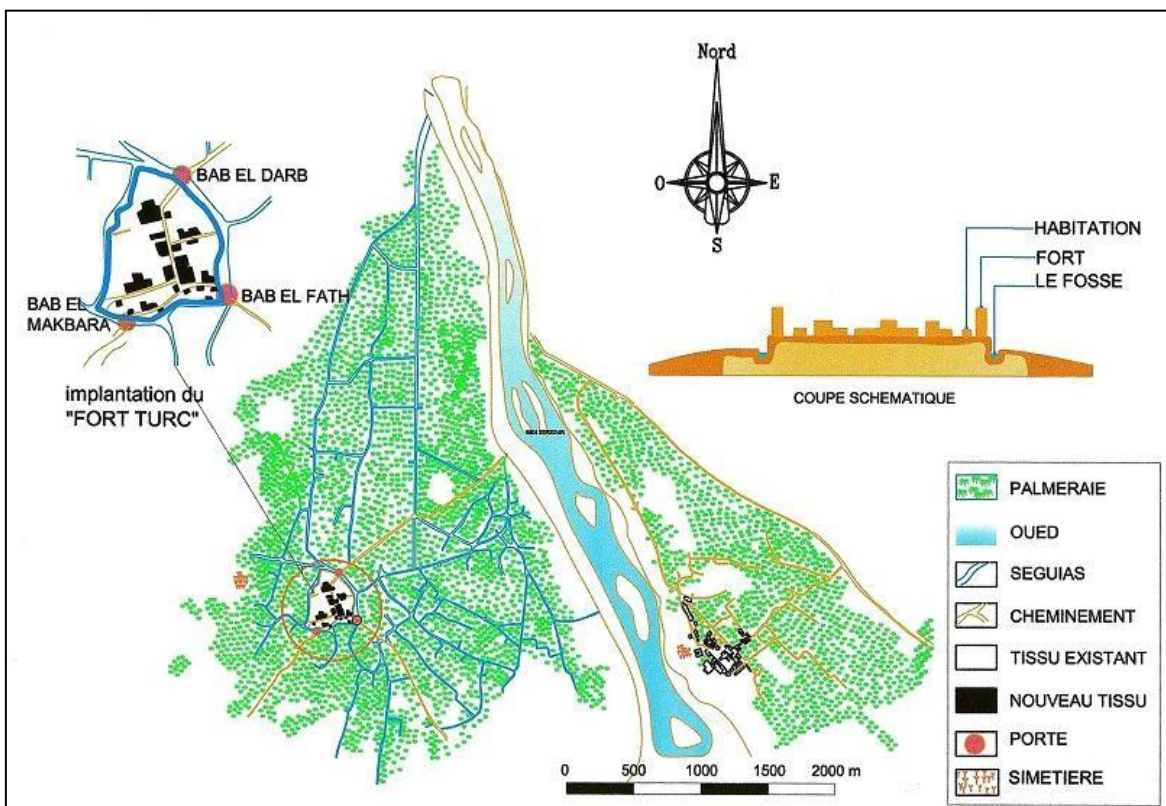 Nord
O
E
S
BAB EL DARB
BAB EL FATH
BAB EL
MAKBARA
implantation du
"FORT TURC"
HABITATION
FORT
LE FOSSE
COUPE SCHEMATIQUE
PALMERAIE
OUED
SEGUIAS
CHEMINEMENT
TISSU EXISTANT
NOUVEAU TISSU
PORTE
SIMETIERE
0 500 1000 1500 2000 m